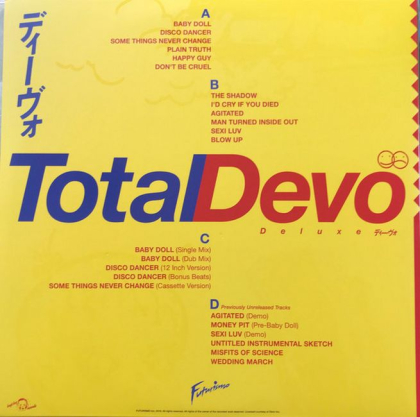 ディーヴォ
A
BABY DOLL
DISCO DANCER
SOME THINGS NEVER CHANGE
PLAIN TRUTH
HAPPY GUY
DON'T BE CRUEL
B
THE SHADOW
I'D CRY IF YOU DIED
AGITATED
MAN TURNED INSIDE OUT
SEXI LUV
BLOW UP
TotalDevo
Deluxe ディーヴォ
C
BABY DOLL (Single Mix)
BABY DOLL (Dub Mix)
DISCO DANCER (12 Inch Version)
DISCO DANCER (Bonus Beats)
SOME THINGS NEVER CHANGE (Cassette Version)
D Previously Unreleased Tracks
AGITATED (Demo)
MONEY PIT (Pre-Baby Doll)
SEXI LUV (Demo)
UNTITLED INSTRUMENTAL SKETCH
MISFITS OF SCIENCE
WEDDING MARCH
Futurismo